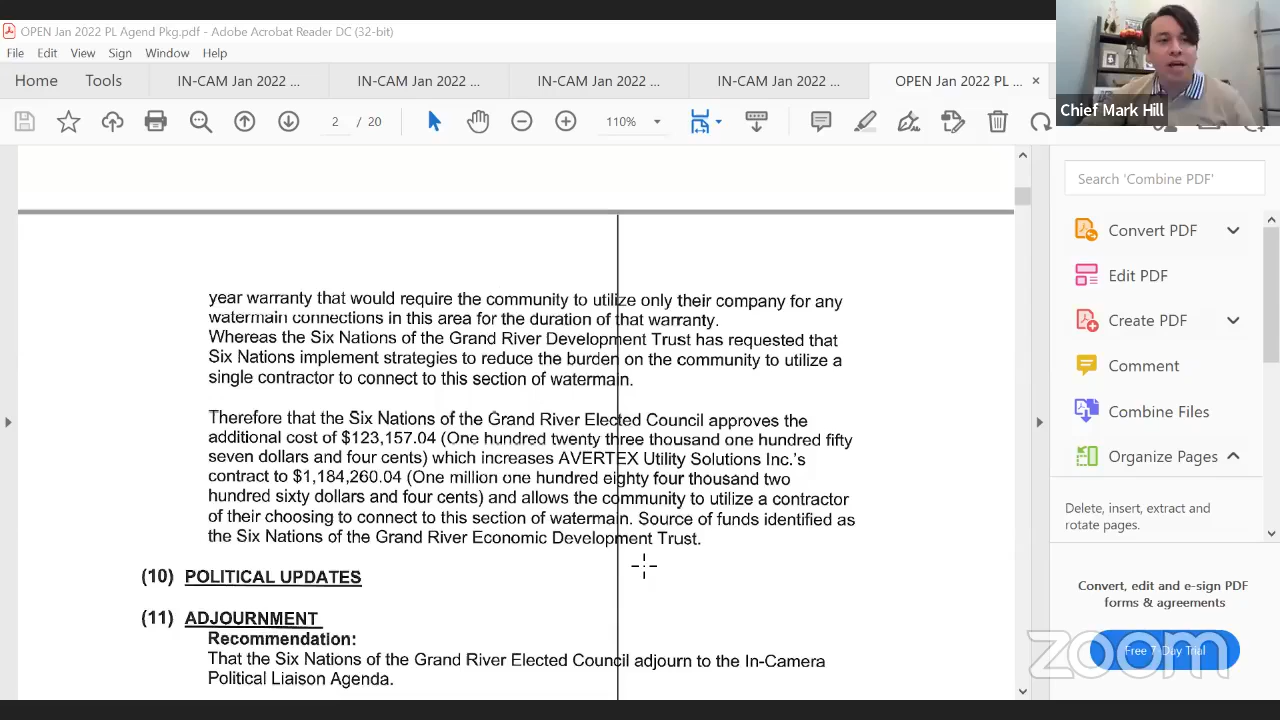 OPEN Jan 2022 PL Agend Pkg.pdf - Adobe Acrobat Reader DC (32-bit)
File Edit View Sign Window Help
Home Tools IN-CAM Jan 2022 ... IN-CAM Jan 2022 ... IN-CAM Jan 2022 ... IN-CAM Jan 2022 ... OPEN Jan 2022 PL ... ×
2 / 20 110%
Chief Mark Hill
Search 'Combine PDF'
Convert PDF
Edit PDF
Create PDF
Comment
Combine Files
Organize Pages
Delete, insert, extract and
rotate pages.
Convert, edit and e-sign PDF
forms & agreements
Free 7-Day Trial
zoom
year warranty that would require the community to utilize only their company for any
watermain connections in this area for the duration of that warranty.
Whereas the Six Nations of the Grand River Development Trust has requested that
Six Nations implement strategies to reduce the burden on the community to utilize a
single contractor to connect to this section of watermain.
Therefore that the Six Nations of the Grand River Elected Council approves the
additional cost of $123,157.04 (One hundred twenty three thousand one hundred fifty
seven dollars and four cents) which increases AVERTEX Utility Solutions Inc.'s
contract to $1,184,260.04 (One million one hundred eighty four thousand two
hundred sixty dollars and four cents) and allows the community to utilize a contractor
of their choosing to connect to this section of watermain. Source of funds identified as
the Six Nations of the Grand River Economic Development Trust.
(10) POLITICAL UPDATES
(11) ADJOURNMENT
Recommendation:
That the Six Nations of the Grand River Elected Council adjourn to the In-Camera
Political Liaison Agenda.